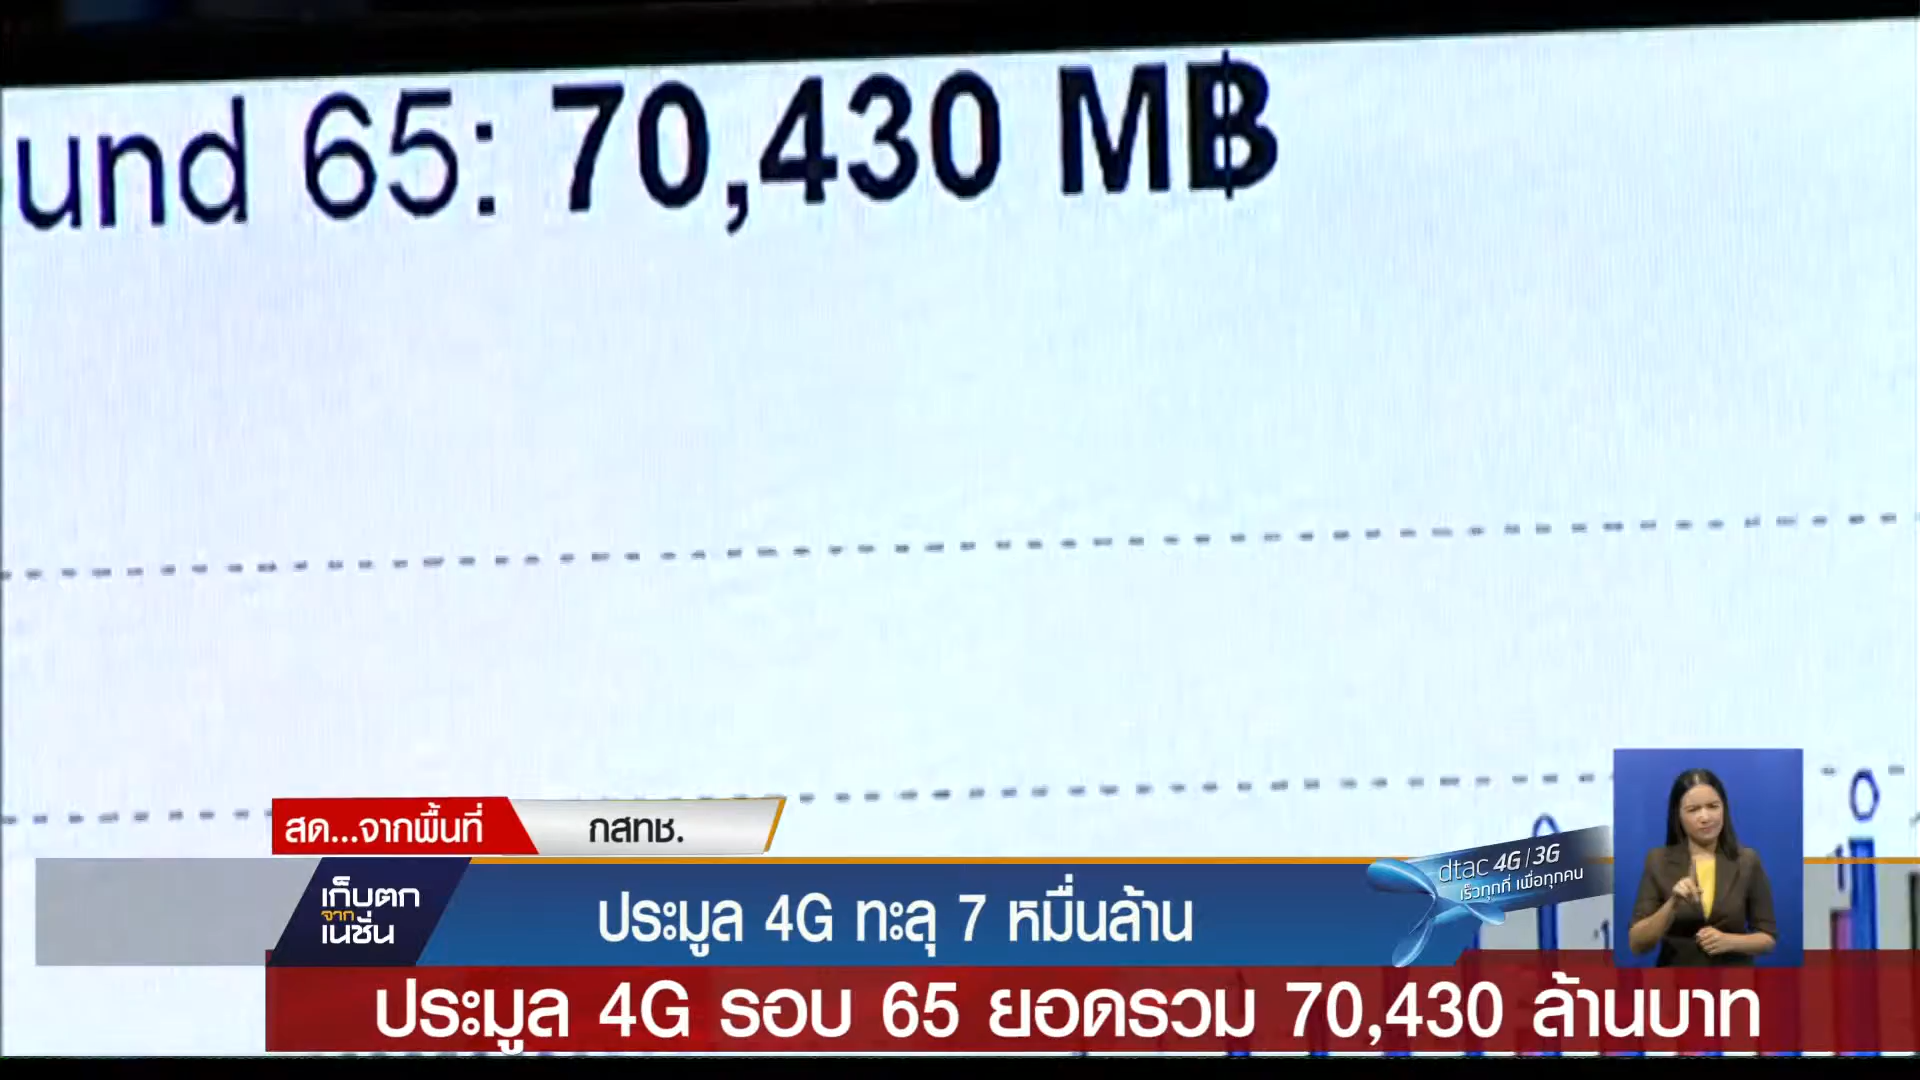 und 65: 70,430 M฿
สด...จากพื้นที่
กสทช.
dtac 4G/3G
เร็วทุกที่ เพื่อทุกคน
เก็บตก
จาก
เนชั่น
ประมูล 4G ทะลุ 7 หมื่นล้าน
ประมูล 4G รอบ 65 ยอดรวม 70,430 ล้านบาท